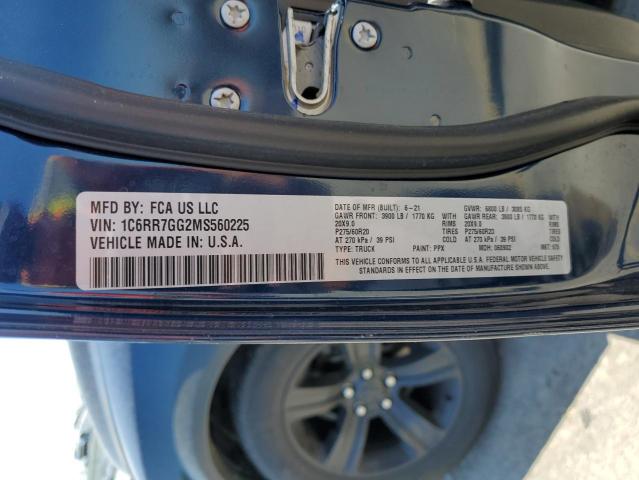 MFD BY: FCA US LLC
VIN: 1C6RR7GG2MS560225
VEHICLE MADE IN: U.S.A.
DATE OF MFR (BUILT): 6-21
GVWR: 6800 LB / 3085 KG
GAWR FRONT: 3900 LB / 1770 KG
GAWR REAR: 3900 LB / 1770 KG
20X9.0 RIMS
20X9.0 RIMS
P275/60R20 TIRES
P275/60R20 TIRES
AT 270 kPa / 39 PSI COLD
AT 270 kPa / 39 PSI COLD
TYPE: TRUCK PAINT: PPX MDH: 060902
THIS VEHICLE CONFORMS TO ALL APPLICABLE U.S.A. FEDERAL MOTOR VEHICLE SAFETY
STANDARDS IN EFFECT ON THE DATE OF MANUFACTURE SHOWN ABOVE.